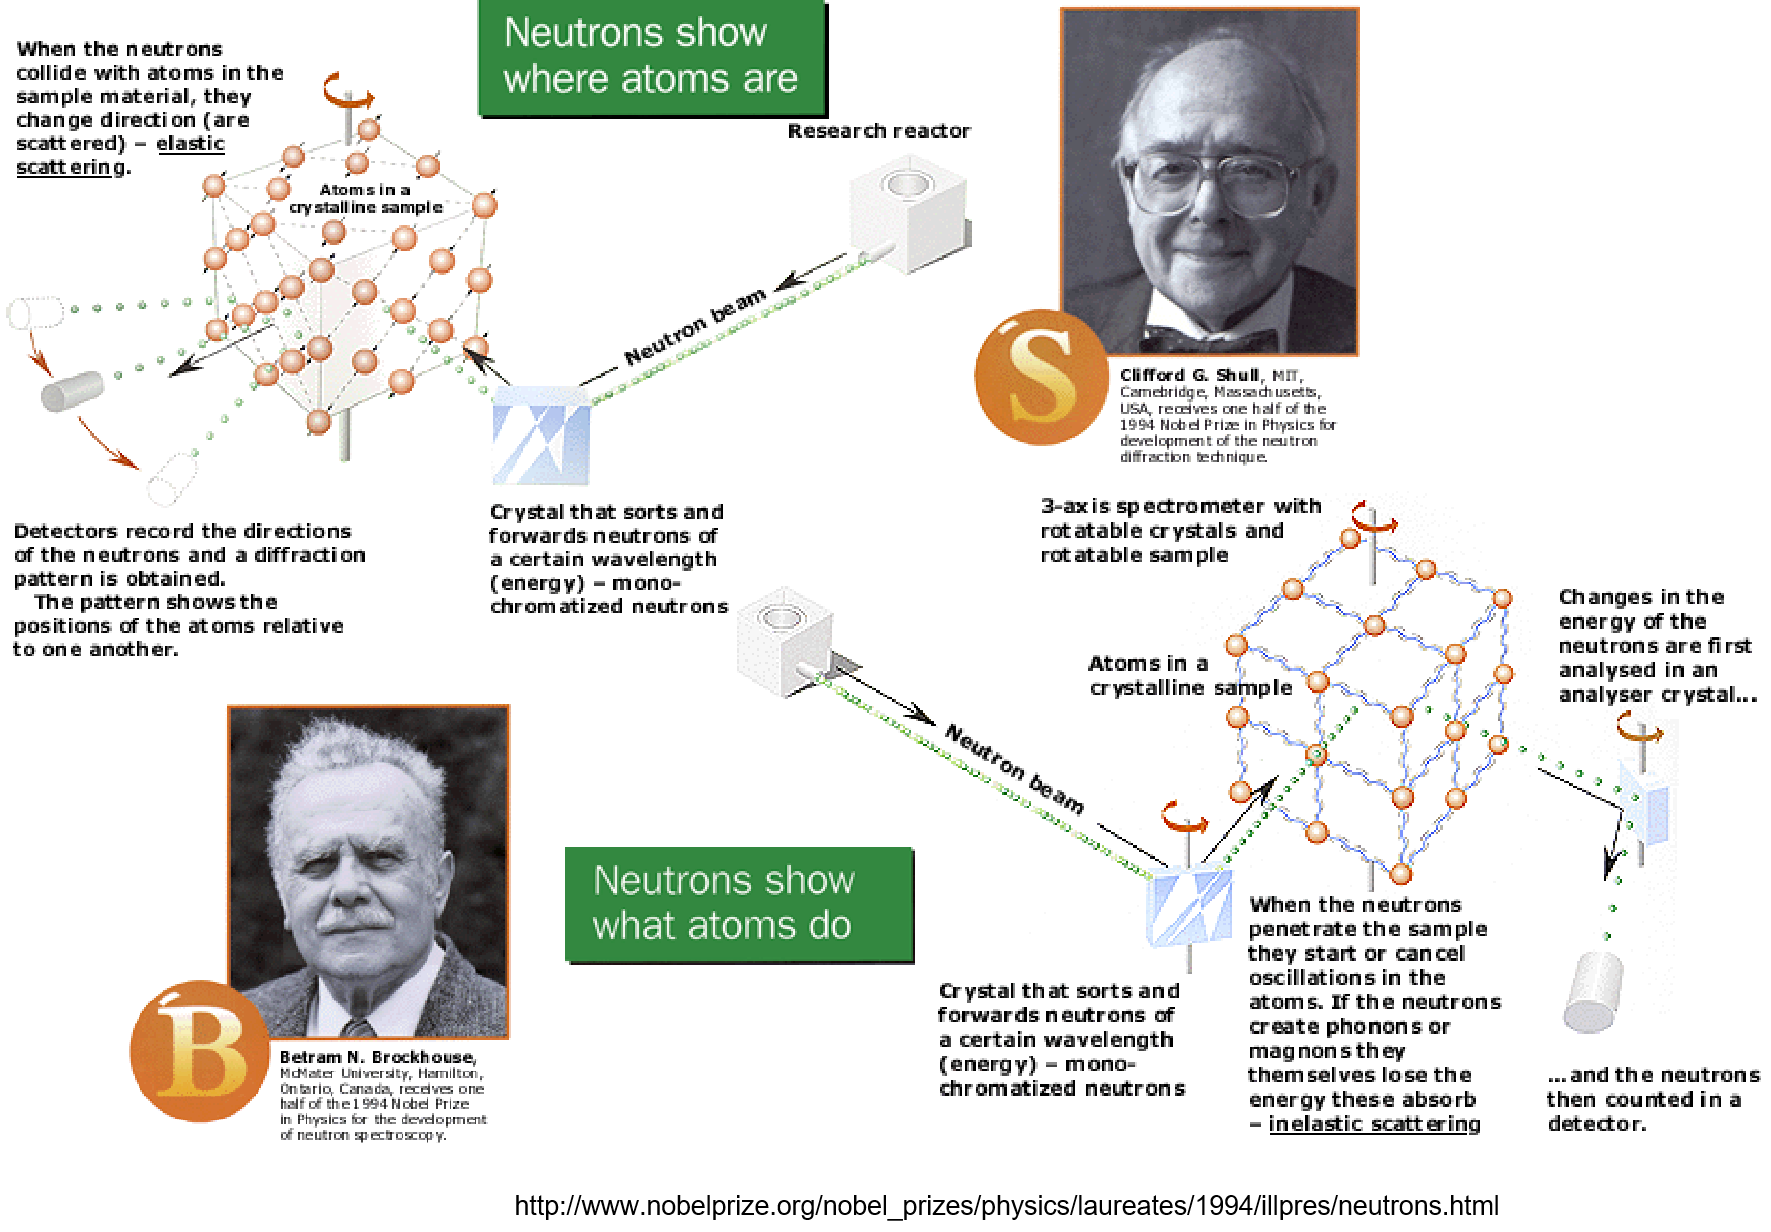 Neutrons show
where atoms are
When the neutrons
collide with atoms in the
sample material, they
change direction (are
scattered) – elastic
scattering.
Atoms in a
crystalline sample
Research reactor
Neutron beam
S
Clifford G. Shull, MIT,
Camebridge, Massachusetts,
USA, receives one half of the
1994 Nobel Prize in Physics for
development of the neutron
diffraction technique.
Detectors record the directions
of the neutrons and a diffraction
pattern is obtained.
The pattern shows the
positions of the atoms relative
to one another.
Crystal that sorts and
forwards neutrons of
a certain wavelength
(energy) – mono-
chromatized neutrons
3-axis spectrometer with
rotatable crystals and
rotatable sample
Atoms in a
crystalline sample
Changes in the
energy of the
neutrons are first
analysed in an
analyser crystal...
Neutron beam
B
Betram N. Brockhouse,
McMater University, Hamilton,
Ontario, Canada, receives one
half of the 1994 Nobel Prize
in Physics for the development
of neutron spectroscopy.
Neutrons show
what atoms do
Crystal that sorts and
forwards neutrons of
a certain wavelength
(energy) – mono-
chromatized neutrons
When the neutrons
penetrate the sample
they start or cancel
oscillations in the
atoms. If the neutrons
create phonons or
magnons they
themselves lose the
energy these absorb
– inelastic scattering
...and the neutrons
then counted in a
detector.
http://www.nobelprize.org/nobel_prizes/physics/laureates/1994/illpres/neutrons.html